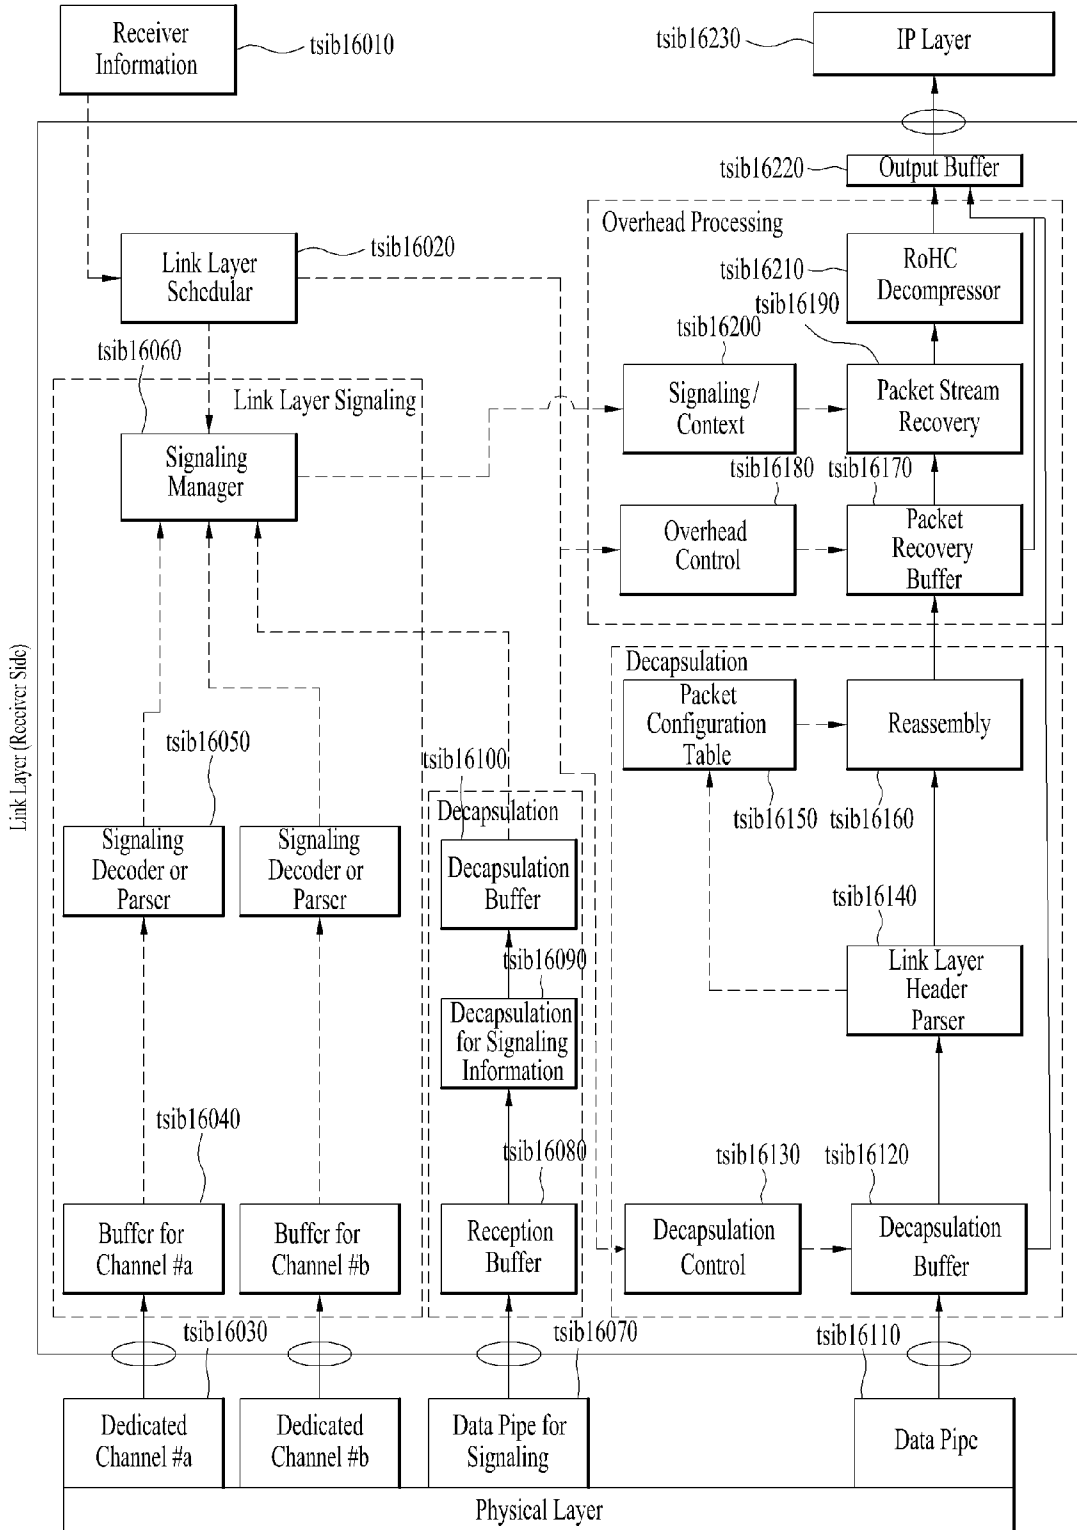 Receiver
Information
tsib16010
tsib16230
IP Layer
tsib16220
Output Buffer
Overhead Processing
tsib16020
Link Layer
Schedular
tsib16210
RoHC
Decompressor
tsib16190
tsib16200
tsib16060
Link Layer Signaling
Signaling /
Context
Packet Stream
Recovery
Signaling
Manager
tsib16180
tsib16170
Overhead
Control
Packet
Recovery
Buffer
Link Layer (Receiver Side)
Decapsulation
Packet
Configuration
Table
Reassembly
tsib16050
tsib16100
tsib16150
tsib16160
Decapsulation
Signaling
Decoder or
Parser
Signaling
Decoder or
Parser
Decapsulation
Buffer
tsib16140
tsib16090
Link Layer
Header
Parser
Decapsulation
for Signaling
Information
tsib16040
tsib16080
tsib16130
tsib16120
Buffer for
Channel #a
Buffer for
Channel #b
Reception
Buffer
Decapsulation
Control
Decapsulation
Buffer
tsib16030
tsib16070
tsib16110
Dedicated
Channel #a
Dedicated
Channel #b
Data Pipe for
Signaling
Data Pipe
Physical Layer